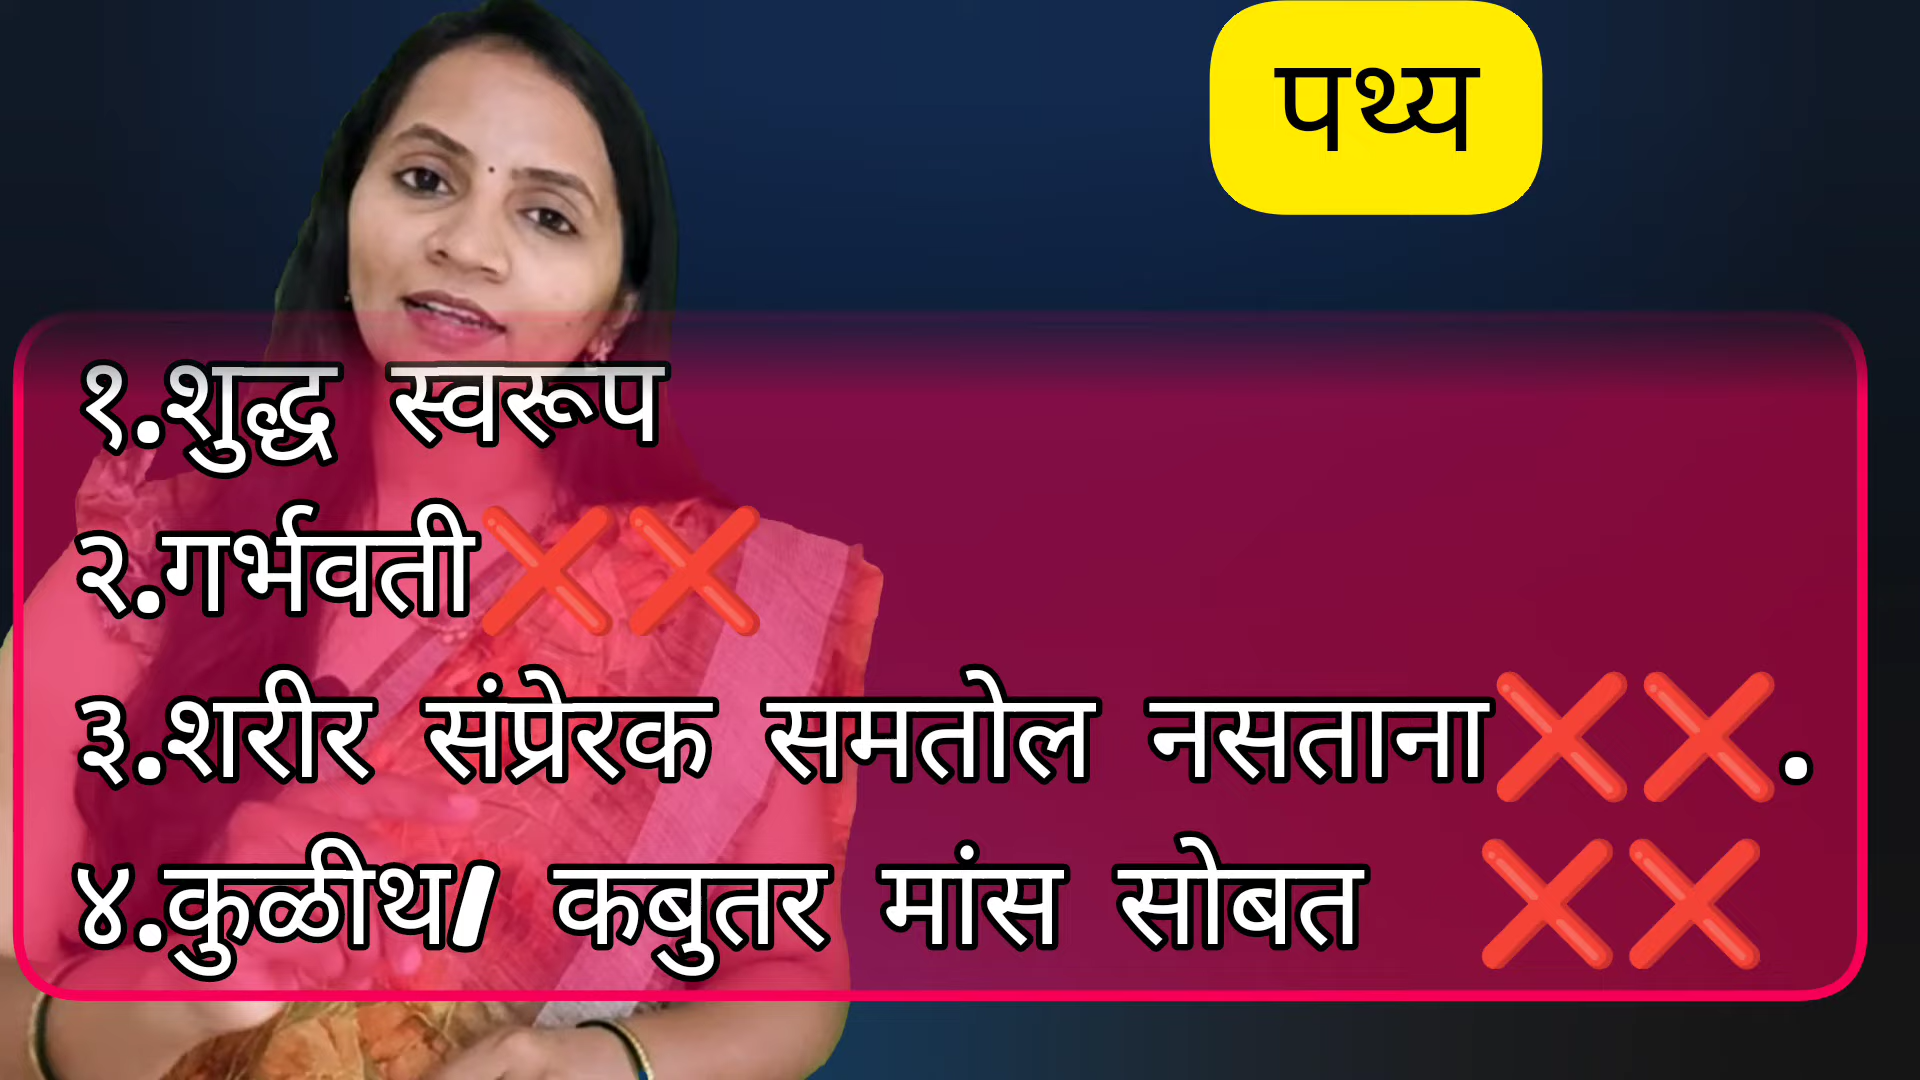 पथ्य
१.शुद्ध स्वरूप
२.गर्भवती❌❌
३.शरीर संप्रेरक समतोल नसताना❌❌.
४.कुळीथ/ कबुतर मांस सोबत ❌❌